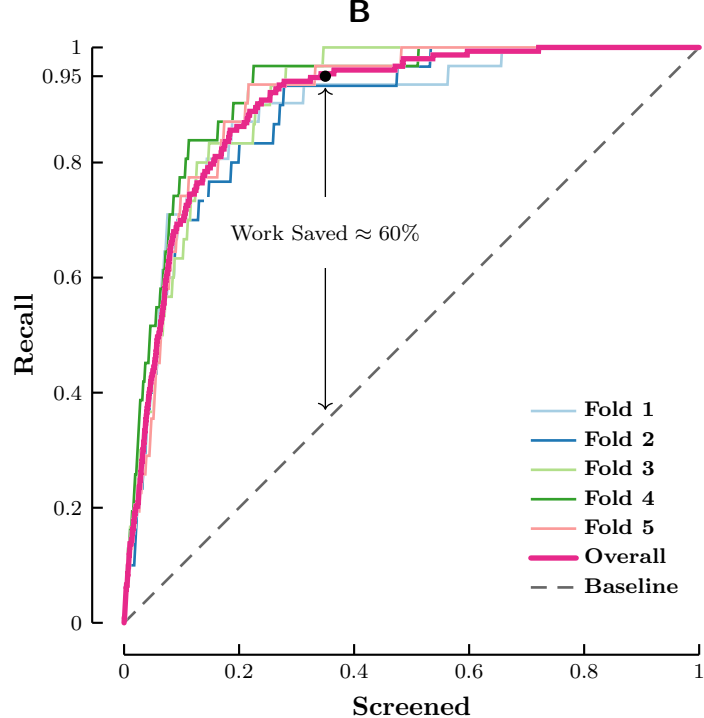 B
1
0.95
0.8
0.6
0.4
0.2
0
Recall
Work Saved ≈ 60%
Fold 1
Fold 2
Fold 3
Fold 4
Fold 5
Overall
Baseline
0
0.2
0.4
0.6
0.8
1
Screened